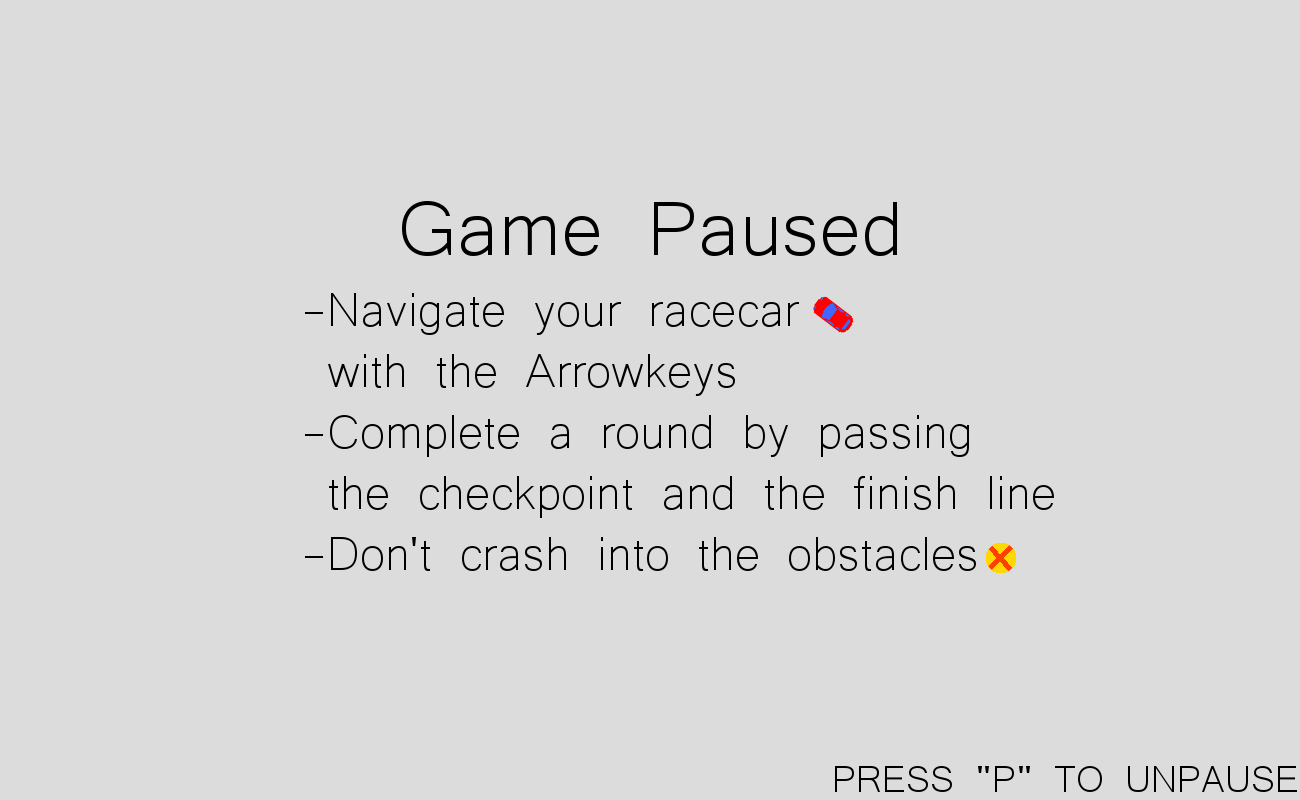 Game Paused
-Navigate your racecar
with the Arrowkeys
-Complete a round by passing
the checkpoint and the finish line
-Don't crash into the obstacles
PRESS "P" TO UNPAUSE